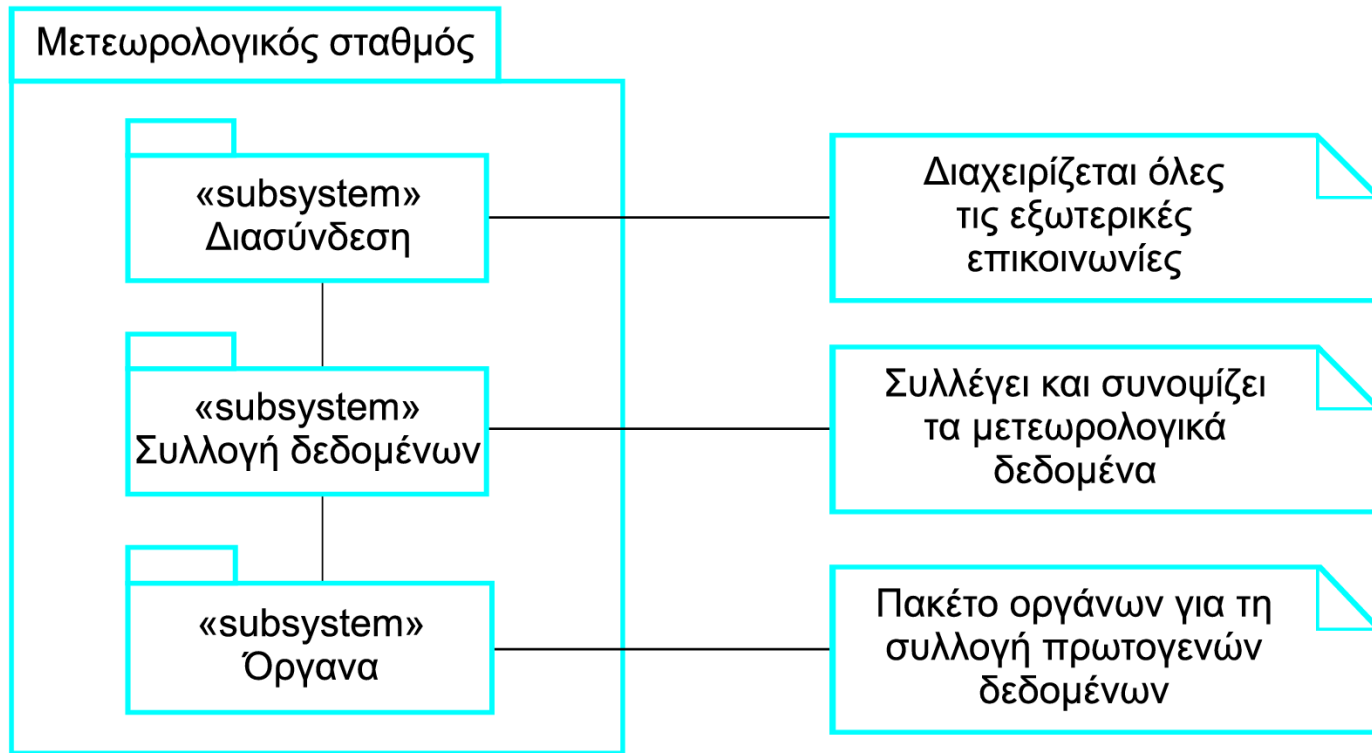 Μετεωρολογικός σταθμός
«subsystem»
Διασύνδεση
Διαχειρίζεται όλες
τις εξωτερικές
επικοινωνίες
«subsystem»
Συλλογή δεδομένων
Συλλέγει και συνοψίζει
τα μετεωρολογικά
δεδομένα
«subsystem»
Όργανα
Πακέτο οργάνων για τη
συλλογή πρωτογενών
δεδομένων